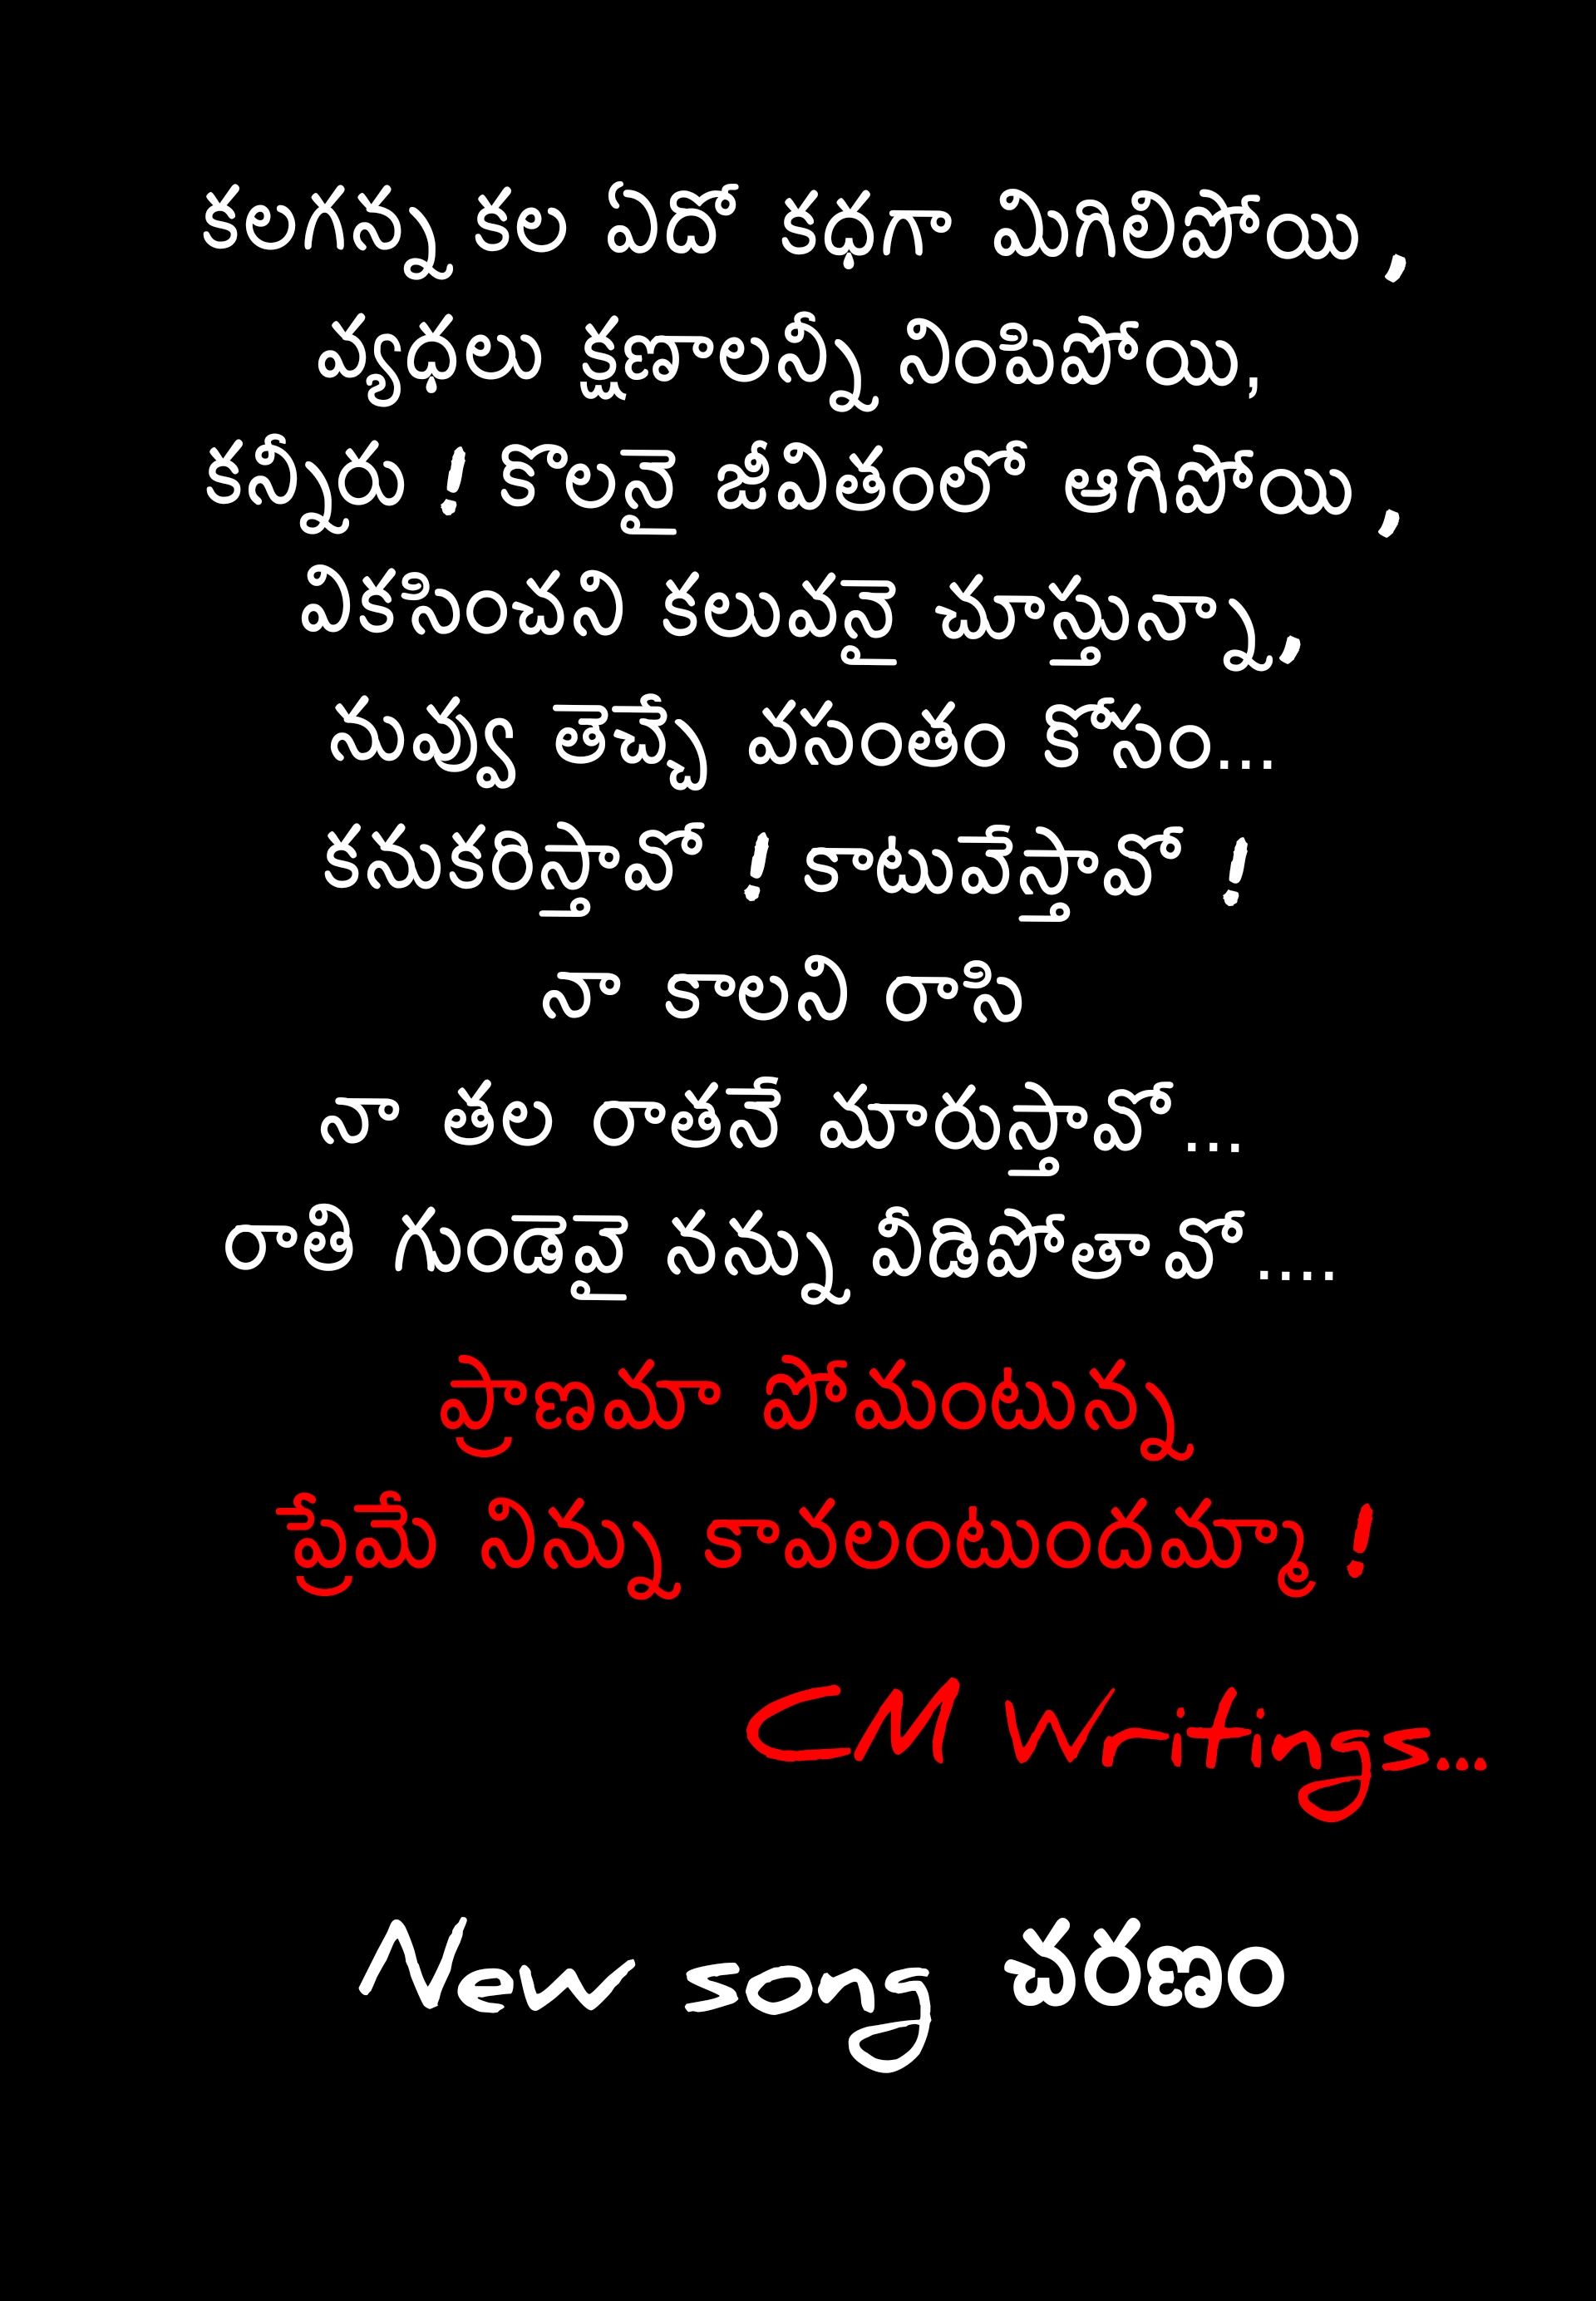 కలగన్న కల ఏదో కధగా మిగిలిపోయి ,
వ్యధలు క్షణాలన్నీ నింపిపోయి,
కన్నీరు ! కొలనై జీవితంలో ఆగిపోయి ,
వికసించని కలువనై చూస్తున్నా,
నువ్వు తెచ్చే వసంతం కోసం...
కనుకరిస్తావో ! కాటువేస్తావో !
నా కాలని రాసి
నా తల రాతనే మారుస్తావో ...
రాతి గుండెవై నన్ను వీడిపోతావో ....
ప్రాణమా పోమంటున్న
ప్రేమే నిన్ను కావలంటుందమ్మా !
CM Writings...
New song చరణం